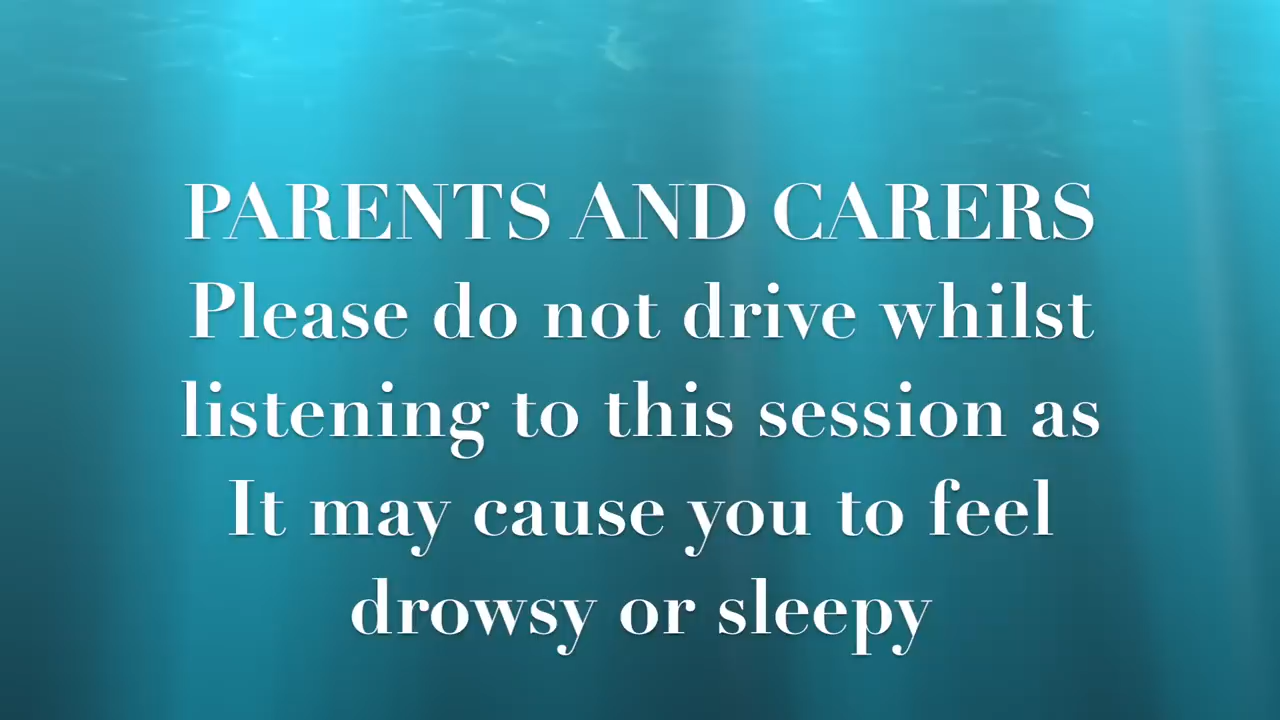 PARENTS AND CARERS
Please do not drive whilst
listening to this session as
It may cause you to feel
drowsy or sleepy